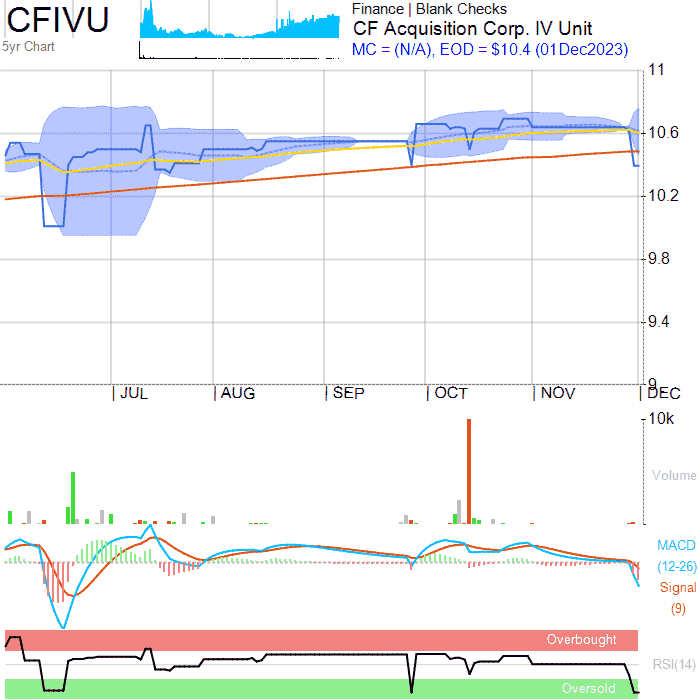 CFIVU
5yr Chart
Finance | Blank Checks
CF Acquisition Corp. IV Unit
MC = (N/A), EOD = $10.4 (01Dec2023)
11
10.6
10.2
9.8
9.4
9
JUL AUG SEP OCT NOV DEC
10k
Volume
MACD
(12-26)
Signal
(9)
Overbought
RSI(14)
Oversold